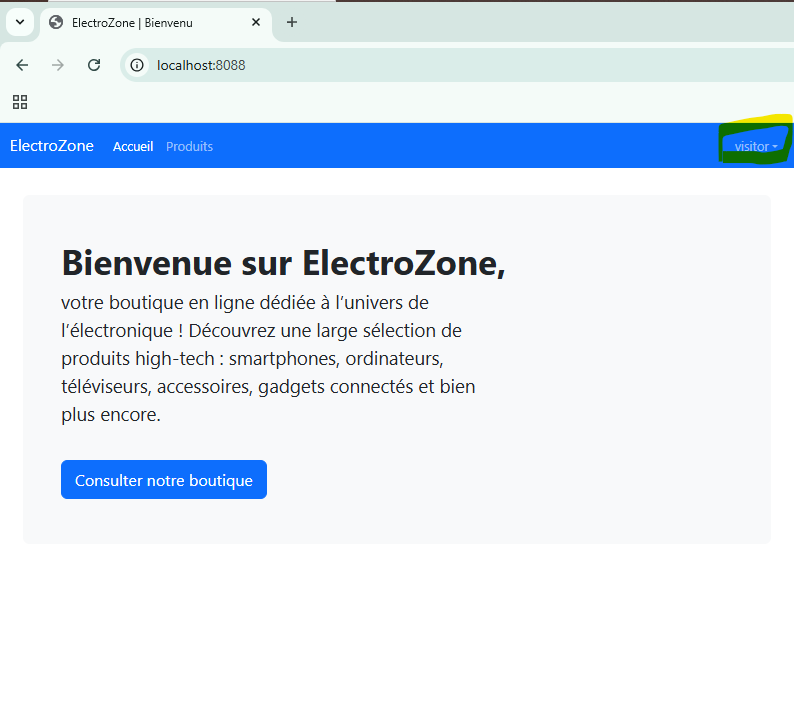 ElectroZone | Bienvenu
localhost:8088
ElectroZone Accueil Produits visitor
Bienvenue sur ElectroZone,
votre boutique en ligne dédiée à l’univers de
l’électronique ! Découvrez une large sélection de
produits high-tech : smartphones, ordinateurs,
téléviseurs, accessoires, gadgets connectés et bien
plus encore.
Consulter notre boutique